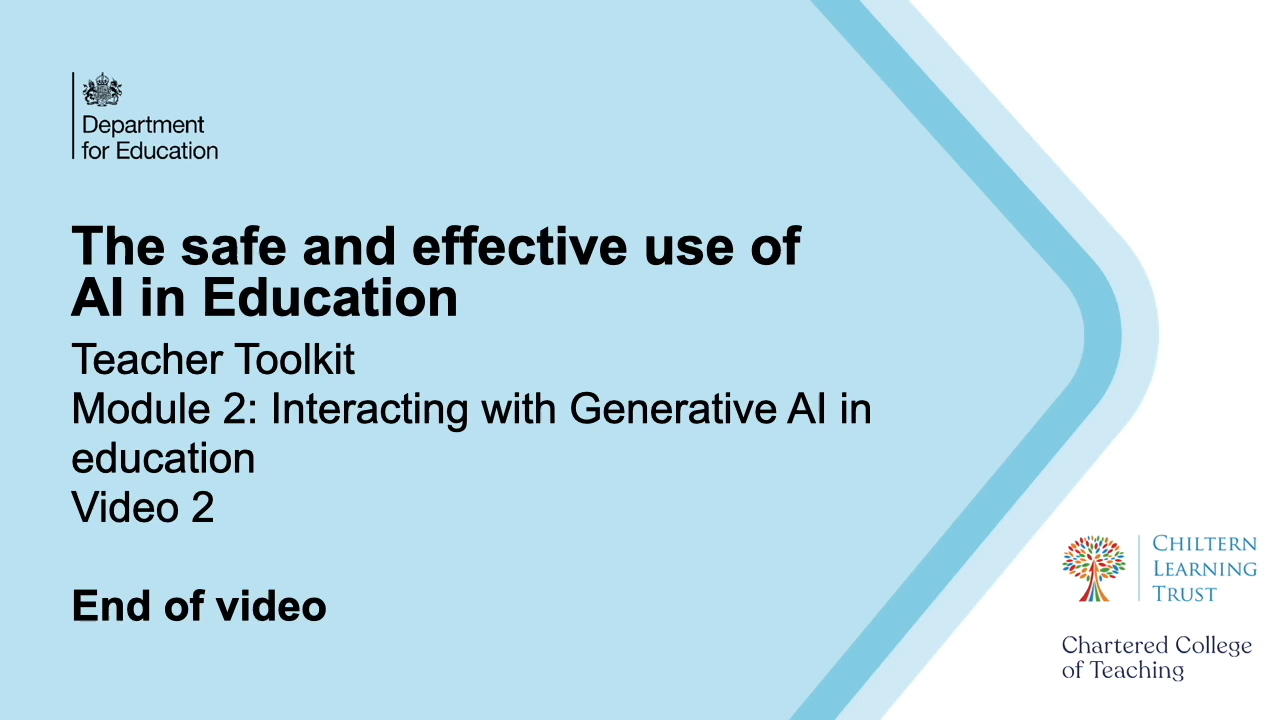 Department
for Education
The safe and effective use of
AI in Education
Teacher Toolkit
Module 2: Interacting with Generative AI in
education
Video 2
End of video
CHILTERN
LEARNING
TRUST
Chartered College
of Teaching